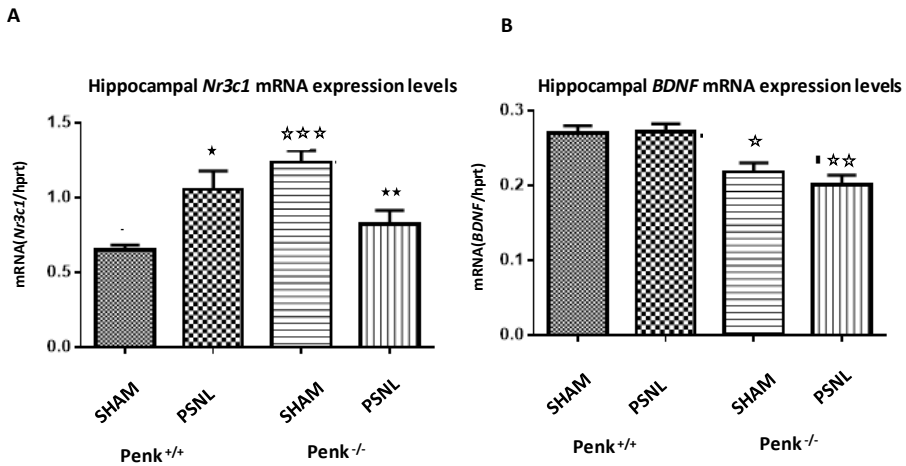 A
B
Hippocampal Nr3c1 mRNA expression levels
Hippocampal BDNF mRNA expression levels
mRNA(Nr3c1/hprt)
1.5
1.0
0.5
0.0
☆☆☆
★
★★
SHAM
PSNL
SHAM
PSNL
Penk+/+
Penk-/-
mRNA(BDNF/hprt)
0.3
0.2
0.1
0.0
☆
☆☆
SHAM
PSNL
SHAM
PSNL
Penk+/+
Penk-/-